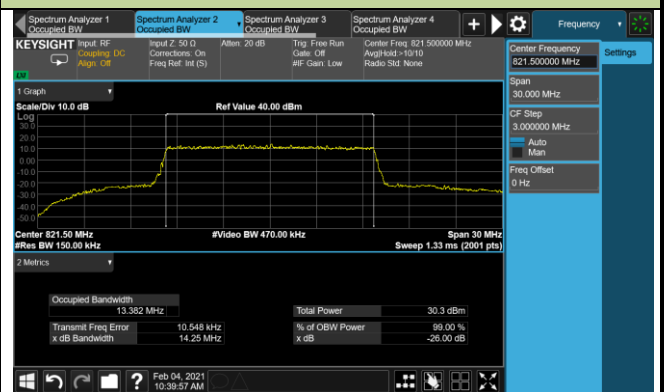 Spectrum Analyzer 1
Occupied BW
Spectrum Analyzer 2
Occupied BW
Spectrum Analyzer 3
Occupied BW
Spectrum Analyzer 4
Occupied BW
Frequency
KEYSIGHT
Input: RF
Coupling: DC
Align: Off
Input Z: 50 Ω
Corrections: On
Freq Ref: Int (S)
Atten: 20 dB
Trig: Free Run
Gate: Off
#IF Gain: Low
Center Freq: 821.500000 MHz
Avg|Hold:>10/10
Radio Std: None
LXI
Center Frequency
821.500000 MHz
Settings
Span
30.000 MHz
CF Step
3.000000 MHz
Auto
Man
Freq Offset
0 Hz
1 Graph
Scale/Div 10.0 dB
Ref Value 40.00 dBm
Log
30.0
20.0
10.0
0.00
-10.0
-20.0
-30.0
-40.0
-50.0
Center 821.50 MHz
#Video BW 470.00 kHz
Span 30 MHz
#Res BW 150.00 kHz
Sweep 1.33 ms (2001 pts)
2 Metrics
Occupied Bandwidth
13.382 MHz
Total Power
30.3 dBm
Transmit Freq Error
10.548 kHz
% of OBW Power
99.00 %
x dB Bandwidth
14.25 MHz
x dB
-26.00 dB
Feb 04, 2021
10:39:57 AM